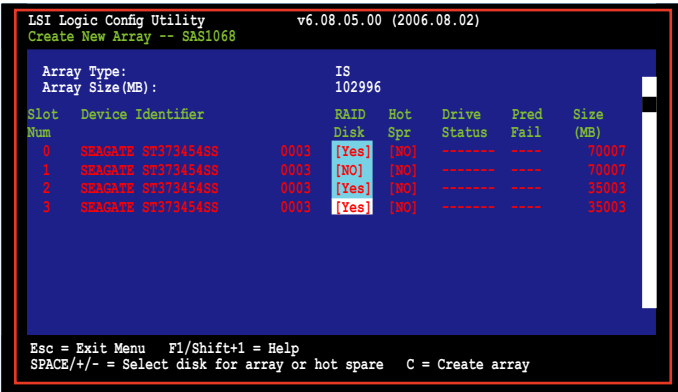 LSI Logic Config Utility v6.08.05.00 (2006.08.02)
Create New Array -- SAS1068
Array Type: IS
Array Size(MB): 102996
Slot Device Identifier RAID Hot Drive Pred Size
Num Disk Spr Status Fail (MB)
0 SEAGATE ST373454SS 0003 [Yes] [NO] ------- ---- 70007
1 SEAGATE ST373454SS 0003 [NO] [NO] ------- ---- 70007
2 SEAGATE ST373454SS 0003 [Yes] [NO] ------- ---- 35003
3 SEAGATE ST373454SS 0003 [Yes] [NO] ------- ---- 35003
Esc = Exit Menu F1/Shift+1 = Help
SPACE/+/- = Select disk for array or hot spare C = Create array